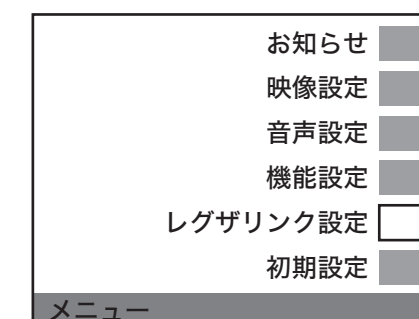 お知らせ
映像設定
音声設定
機能設定
レグザリンク設定
初期設定
メニュー